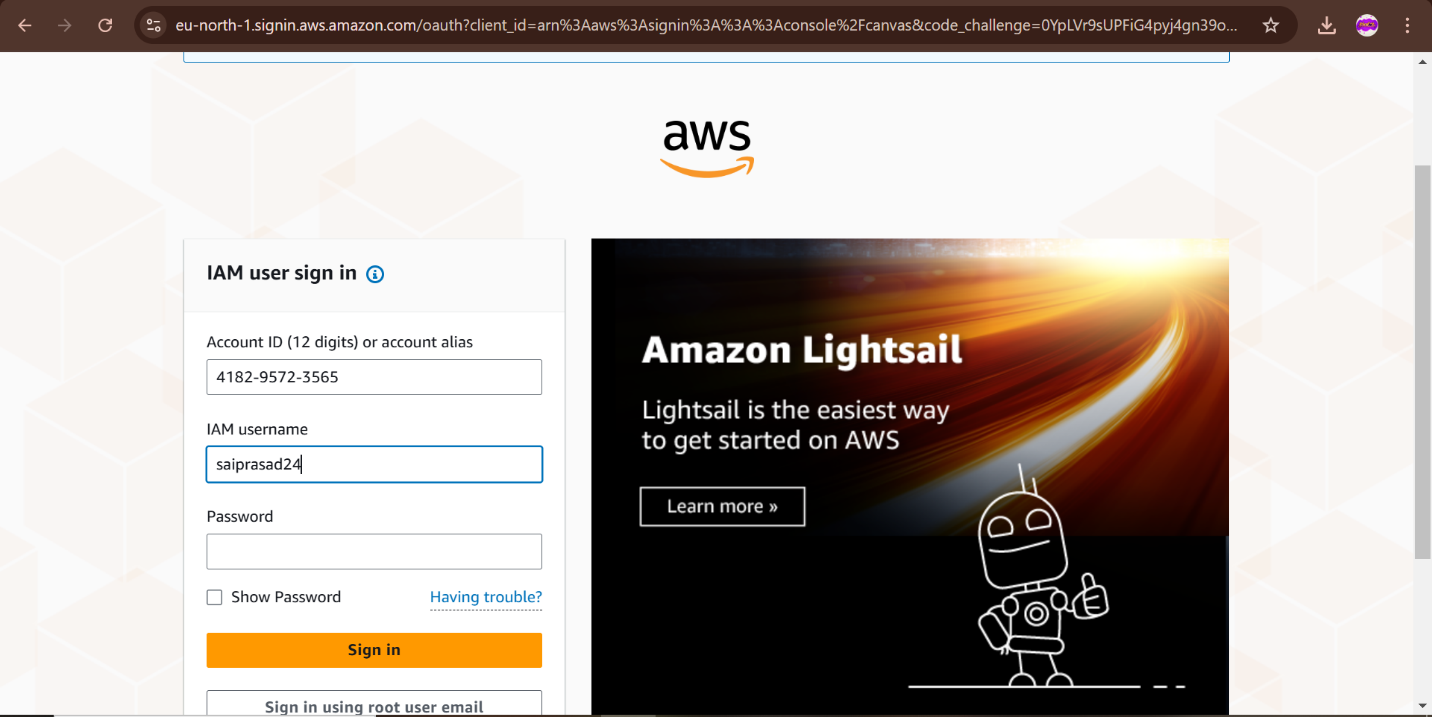 eu-north-1.signin.aws.amazon.com/oauth?client_id=arn%3Aaws%3Asignin%3A%3A%3Aconsole%2Fcanvas&code_challenge=0YpLVr9sUPFiG4pyj4gn39o...
aws
IAM user sign in
Account ID (12 digits) or account alias
4182-9572-3565
IAM username
saiprasad24
Password
Show Password
Having trouble?
Sign in
Sign in using root user email
Amazon Lightsail
Lightsail is the easiest way
to get started on AWS
Learn more »